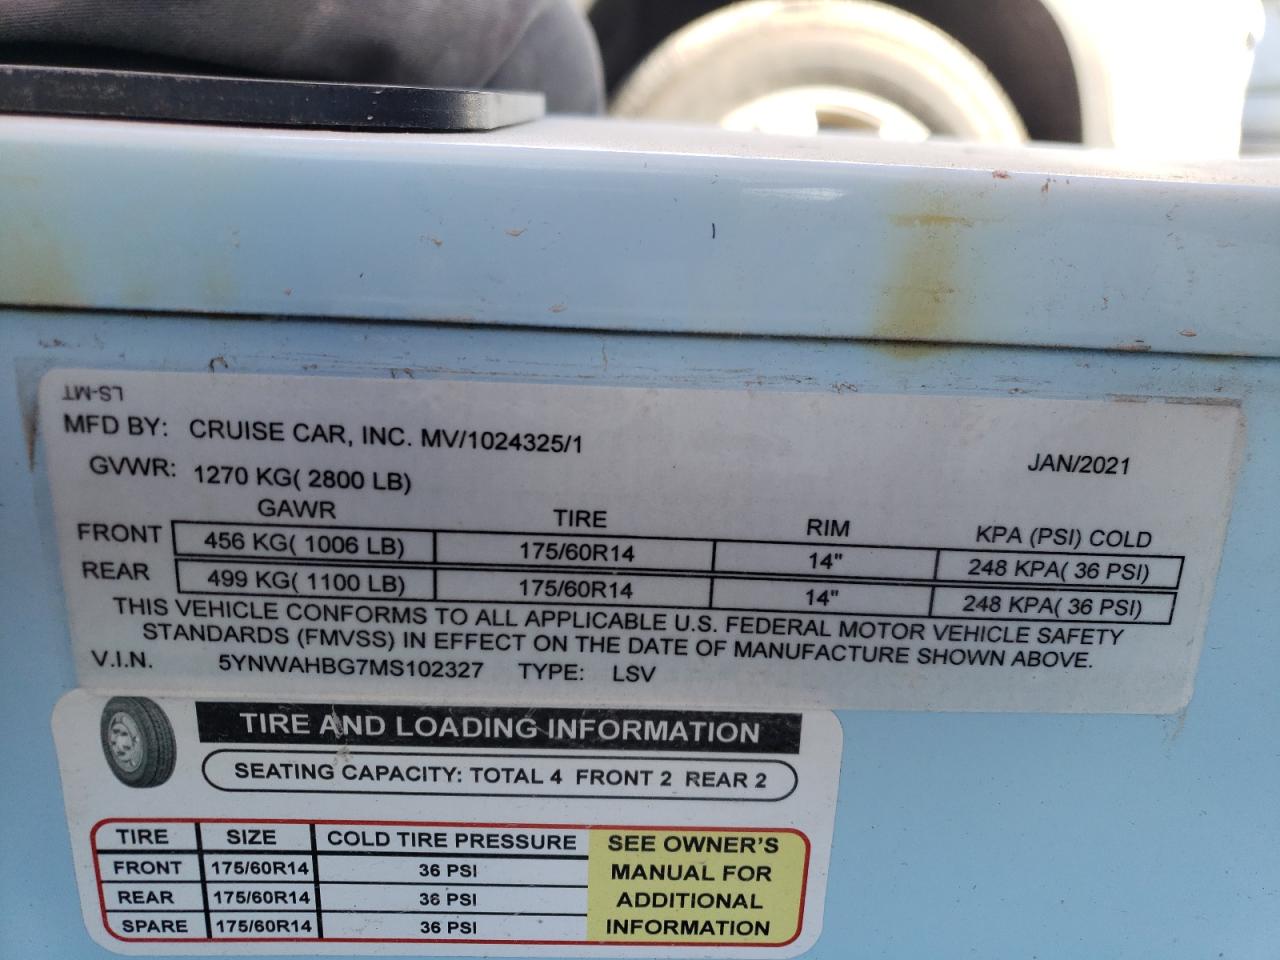 LS-MT
MFD BY: CRUISE CAR, INC. MV/1024325/1
JAN/2021
GVWR: 1270 KG( 2800 LB)
GAWR TIRE RIM KPA (PSI) COLD
FRONT 456 KG( 1006 LB) 175/60R14 14" 248 KPA( 36 PSI)
REAR 499 KG( 1100 LB) 175/60R14 14" 248 KPA( 36 PSI)
THIS VEHICLE CONFORMS TO ALL APPLICABLE U.S. FEDERAL MOTOR VEHICLE SAFETY
STANDARDS (FMVSS) IN EFFECT ON THE DATE OF MANUFACTURE SHOWN ABOVE.
V.I.N. 5YNWAHBG7MS102327 TYPE: LSV
TIRE AND LOADING INFORMATION
SEATING CAPACITY: TOTAL 4 FRONT 2 REAR 2
TIRE SIZE COLD TIRE PRESSURE
FRONT 175/60R14 36 PSI
REAR 175/60R14 36 PSI
SPARE 175/60R14 36 PSI
SEE OWNER'S
MANUAL FOR
ADDITIONAL
INFORMATION